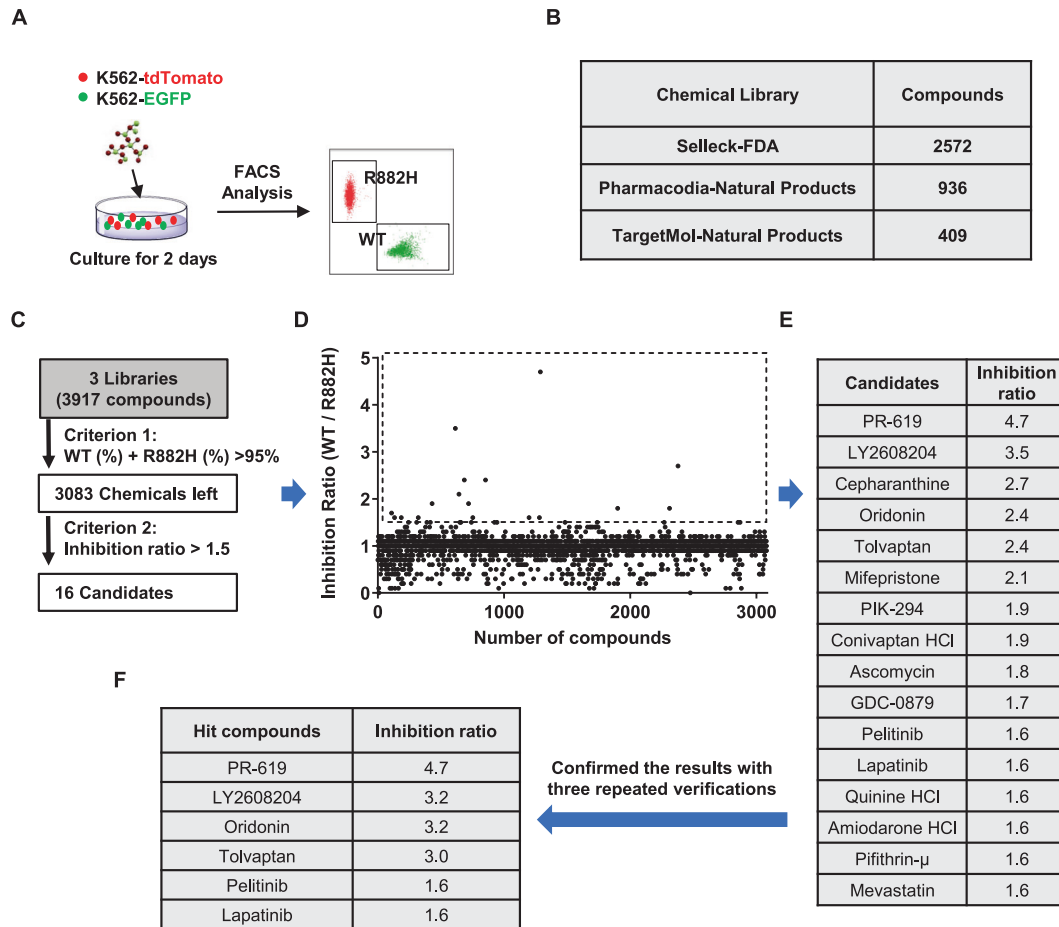 A
K562-tdTomato
K562-EGFP
FACS
Analysis
Culture for 2 days
R882H
WT
B
Chemical Library Compounds
Selleck-FDA 2572
Pharmacodia-Natural Products 936
TargetMol-Natural Products 409
C
3 Libraries
(3917 compounds)
Criterion 1:
WT (%) + R882H (%) >95%
3083 Chemicals left
Criterion 2:
Inhibition ratio > 1.5
16 Candidates
D
Inhibition Ratio (WT / R882H)
5
4
3
2
1
0
0 1000 2000 3000
Number of compounds
E
Candidates Inhibition
ratio
PR-619 4.7
LY2608204 3.5
Cepharanthine 2.7
Oridonin 2.4
Tolvaptan 2.4
Mifepristone 2.1
PIK-294 1.9
Conivaptan HCl 1.9
Ascomycin 1.8
GDC-0879 1.7
Pelitinib 1.6
Lapatinib 1.6
Quinine HCl 1.6
Amiodarone HCl 1.6
Pifithrin-μ 1.6
Mevastatin 1.6
Confirmed the results with
three repeated verifications
F
Hit compounds Inhibition ratio
PR-619 4.7
LY2608204 3.2
Oridonin 3.2
Tolvaptan 3.0
Pelitinib 1.6
Lapatinib 1.6